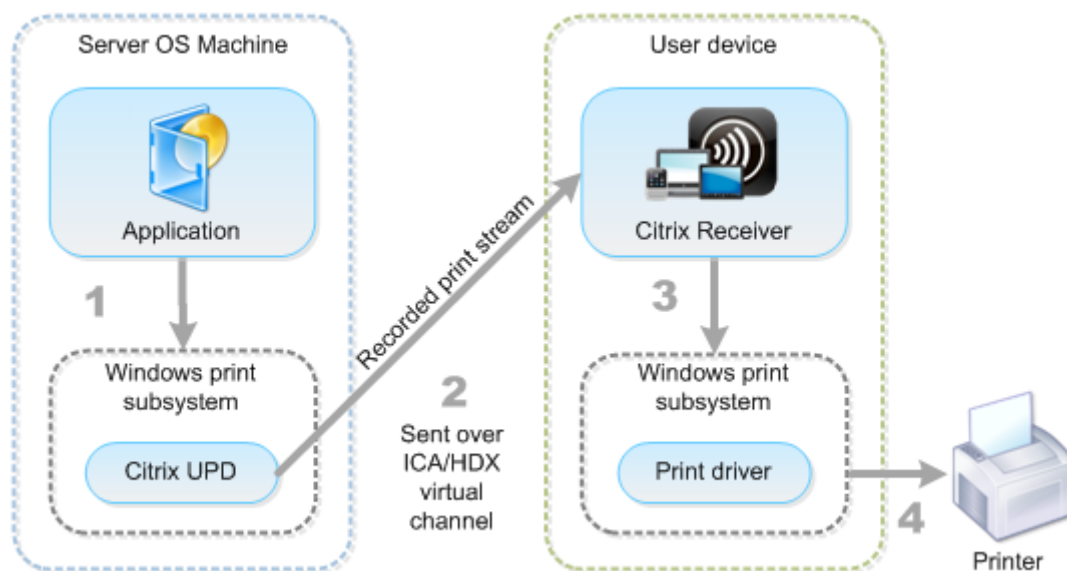 Server OS Machine
Application
1
Windows print
subsystem
Citrix UPD
Recorded print stream
2
Sent over
ICA/HDX
virtual
channel
User device
Citrix Receiver
3
Windows print
subsystem
Print driver
4
Printer